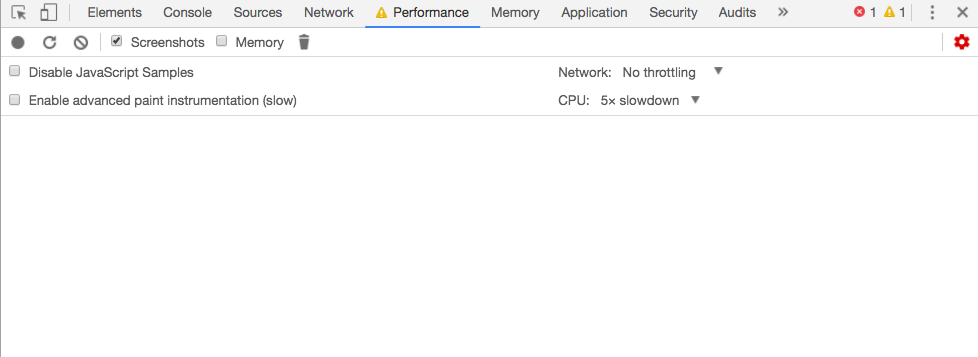 Elements Console Sources Network Performance Memory Application Security Audits » 1 1
Screenshots Memory
Disable JavaScript Samples Network: No throttling
Enable advanced paint instrumentation (slow) CPU: 5× slowdown